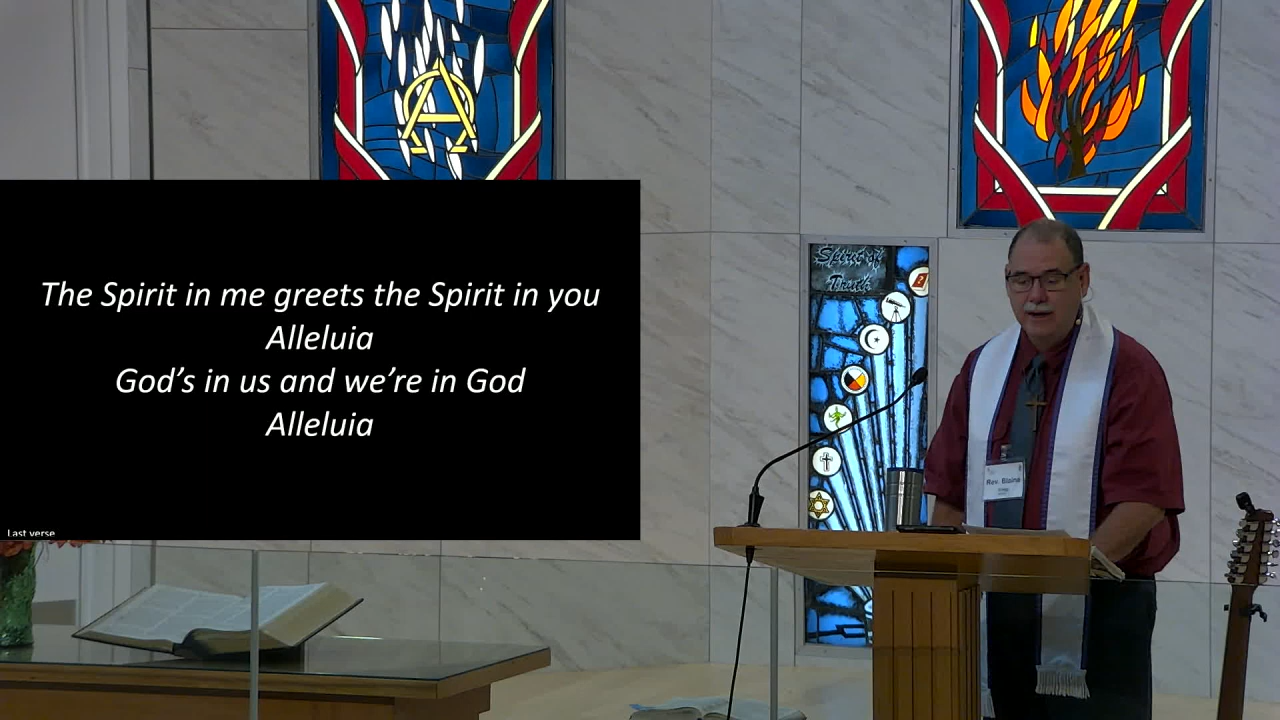 The Spirit in me greets the Spirit in you
Alleluia
God's in us and we're in God
Alleluia
Last verse
Spirit of
Truth
Rev. Blaine